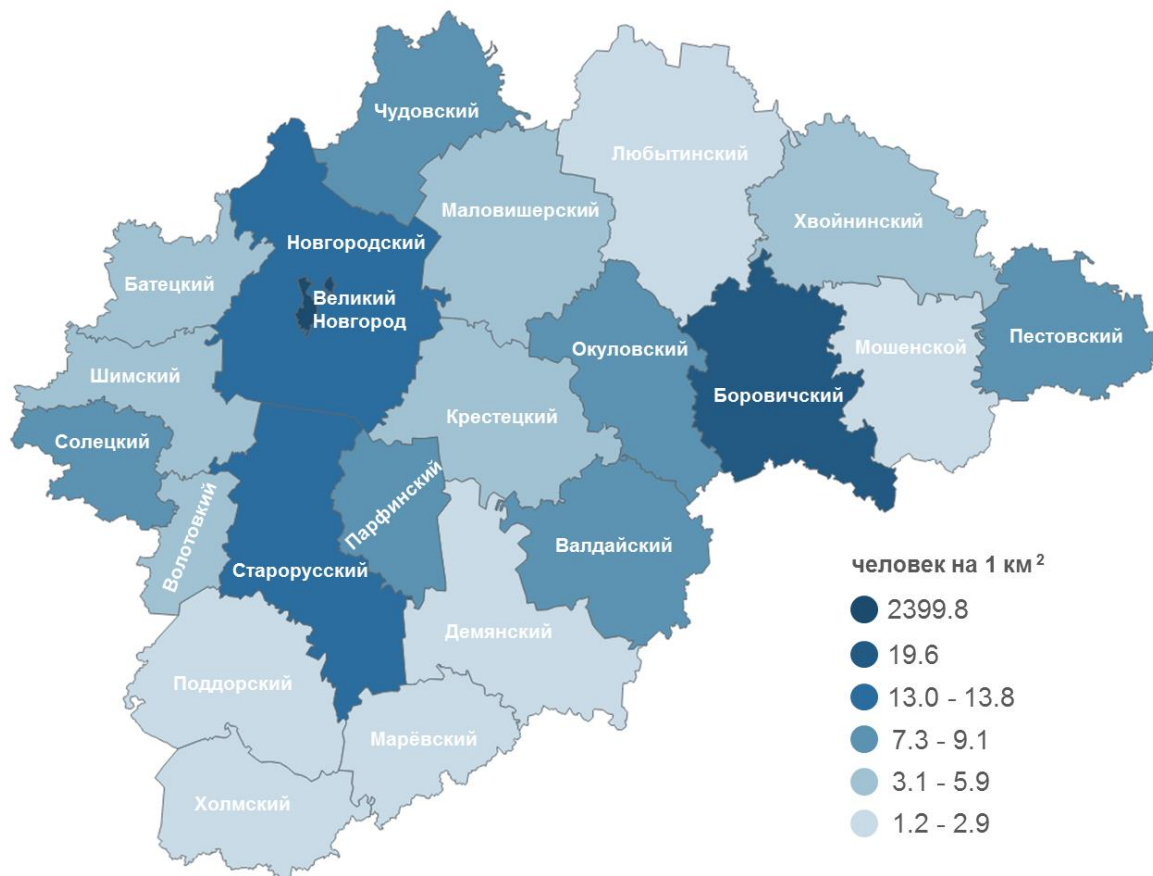 Чудовский
Любытинский
Маловишерский
Хвойнинский
Новгородский
Батецкий
Великий
Новгород
Пестовский
Окуловский
Мошенской
Шимский
Боровичский
Крестецкий
Солецкий
Парфинский
Волотовкий
Валдайский
Старорусский
Демянский
Поддорский
Марёвский
Холмский
человек на 1 км²
2399.8
19.6
13.0 - 13.8
7.3 - 9.1
3.1 - 5.9
1.2 - 2.9